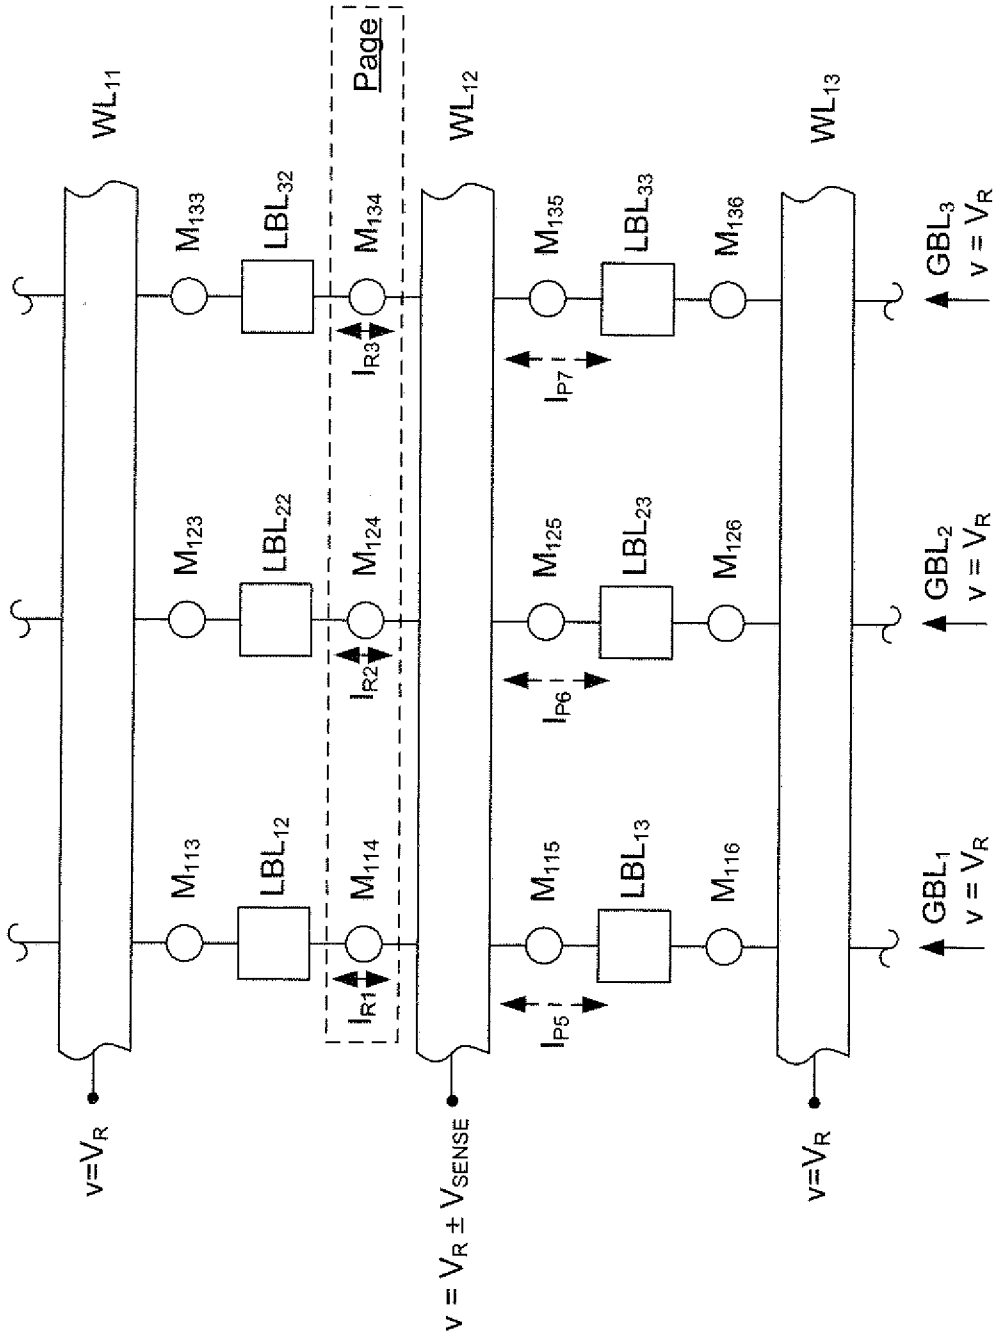 WL11
WL12
WL13
Page
M133
LBL32
M134
IR3
M135
LBL33
M136
IP7
GBL3
v = VR
M123
LBL22
M124
IR2
M125
LBL23
M126
IP6
GBL2
v = VR
M113
LBL12
M114
IR1
M115
LBL13
M116
IP5
GBL1
v = VR
v=VR
v = VR ± VSENSE
v=VR